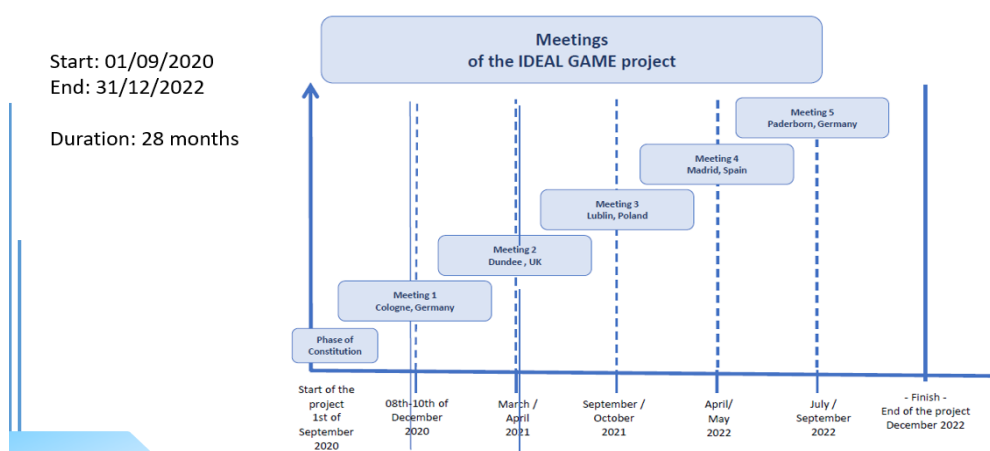 Start: 01/09/2020
End: 31/12/2022
Duration: 28 months
Meetings
of the IDEAL GAME project
Meeting 5
Paderborn, Germany
Meeting 4
Madrid, Spain
Meeting 3
Lublin, Poland
Meeting 2
Dundee , UK
Meeting 1
Cologne, Germany
Phase of
Constitution
Start of the
project
1st of
September
2020
08th-10th of
December
2020
March /
April
2021
September /
October
2021
April/
May
2022
July /
September
2022
- Finish -
End of the project
December 2022